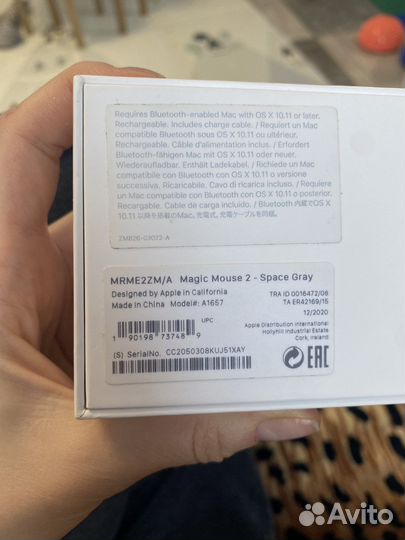 Requires Bluetooth-enabled Mac with OS X 10.11 or later.
Rechargeable. Includes charge cable. / Requiert un Mac
compatible Bluetooth sous OS X 10.11 ou ultérieur.
Rechargeable. Câble d'alimentation inclus. / Erfordert
Bluetooth-fähigen Mac mit OS X 10.11 oder neuer.
Wiederaufladbar. Enthält Ladekabel. / Richiede un Mac
compatibile Bluetooth con OS X 10.11 o versione
successiva. Ricaricabile. Cavo di ricarica incluso. / Requiere
un Mac compatible con Bluetooth con OS X 10.11 o posterior.
Recargable. Cable de carga incluido. / Bluetooth 内蔵でOS X
10.11以降を搭載のMac。充電式。充電ケーブルを同梱。
ZM826-03072-A
MRME2ZM/A Magic Mouse 2 - Space Gray
Designed by Apple in California
Made in China Model#: A1657
TRA ID 0016472/08
TA ER42169/15
12/2020
UPC
1 90198 73748 9
Apple Distribution International
Hollyhill Industrial Estate
Cork, Ireland
(S) SerialNo. CC2050308KUJ51XAY
CE EAC
Avito